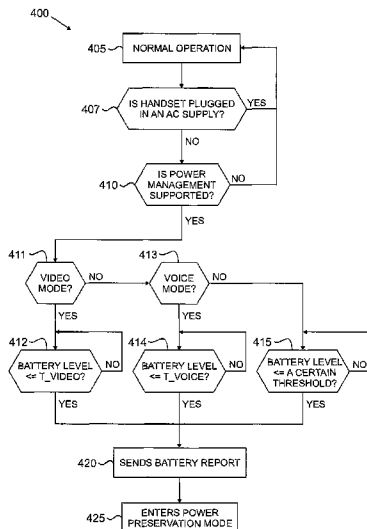 400
405
NORMAL OPERATION
407
IS HANDSET PLUGGED
IN AN AC SUPPLY?
YES
NO
410
IS POWER
MANAGEMENT
SUPPORTED?
NO
YES
411
VIDEO
MODE?
NO
413
VOICE
MODE?
NO
YES
YES
412
BATTERY LEVEL
<= T_VIDEO?
NO
414
BATTERY LEVEL
<= T_VOICE?
NO
415
BATTERY LEVEL
<= A CERTAIN
THRESHOLD?
NO
YES
YES
YES
420
SENDS BATTERY REPORT
425
ENTERS POWER
PRESERVATION MODE